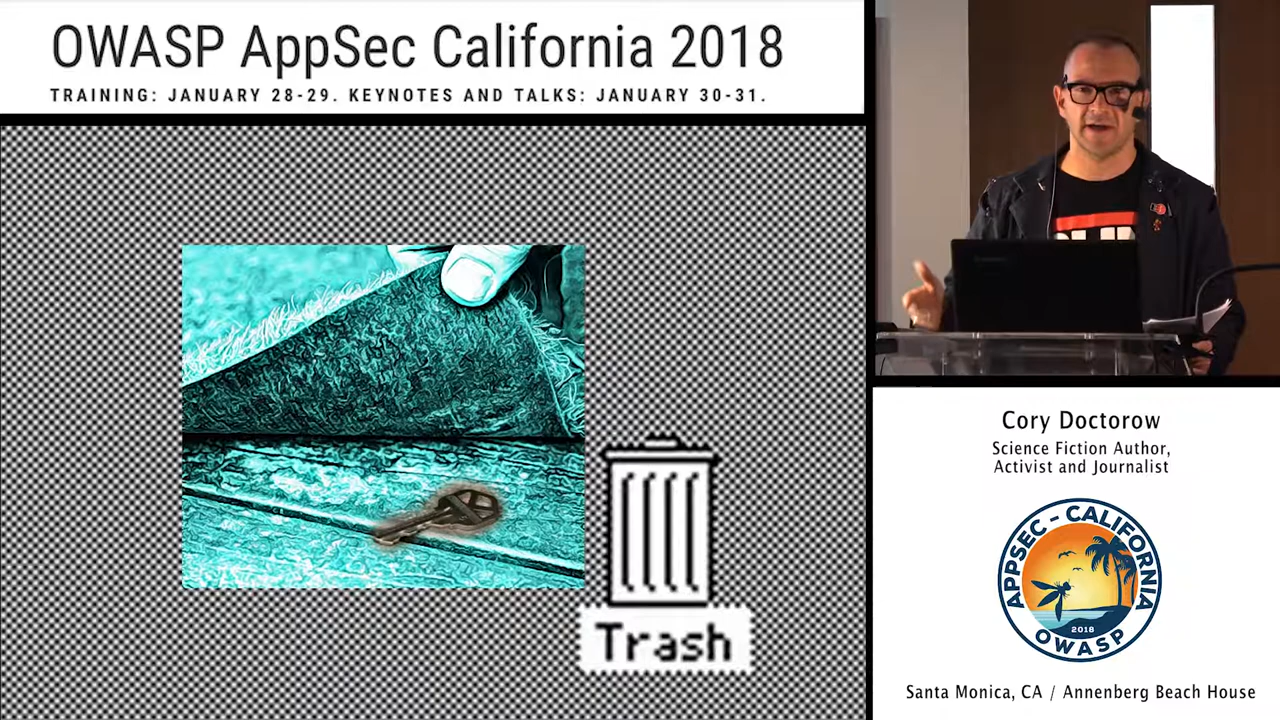 OWASP AppSec California 2018
TRAINING: JANUARY 28-29. KEYNOTES AND TALKS: JANUARY 30-31.
Trash
Cory Doctorow
Science Fiction Author,
Activist and Journalist
APPSEC - CALIFORNIA
2018
OWASP
Santa Monica, CA / Annenberg Beach House